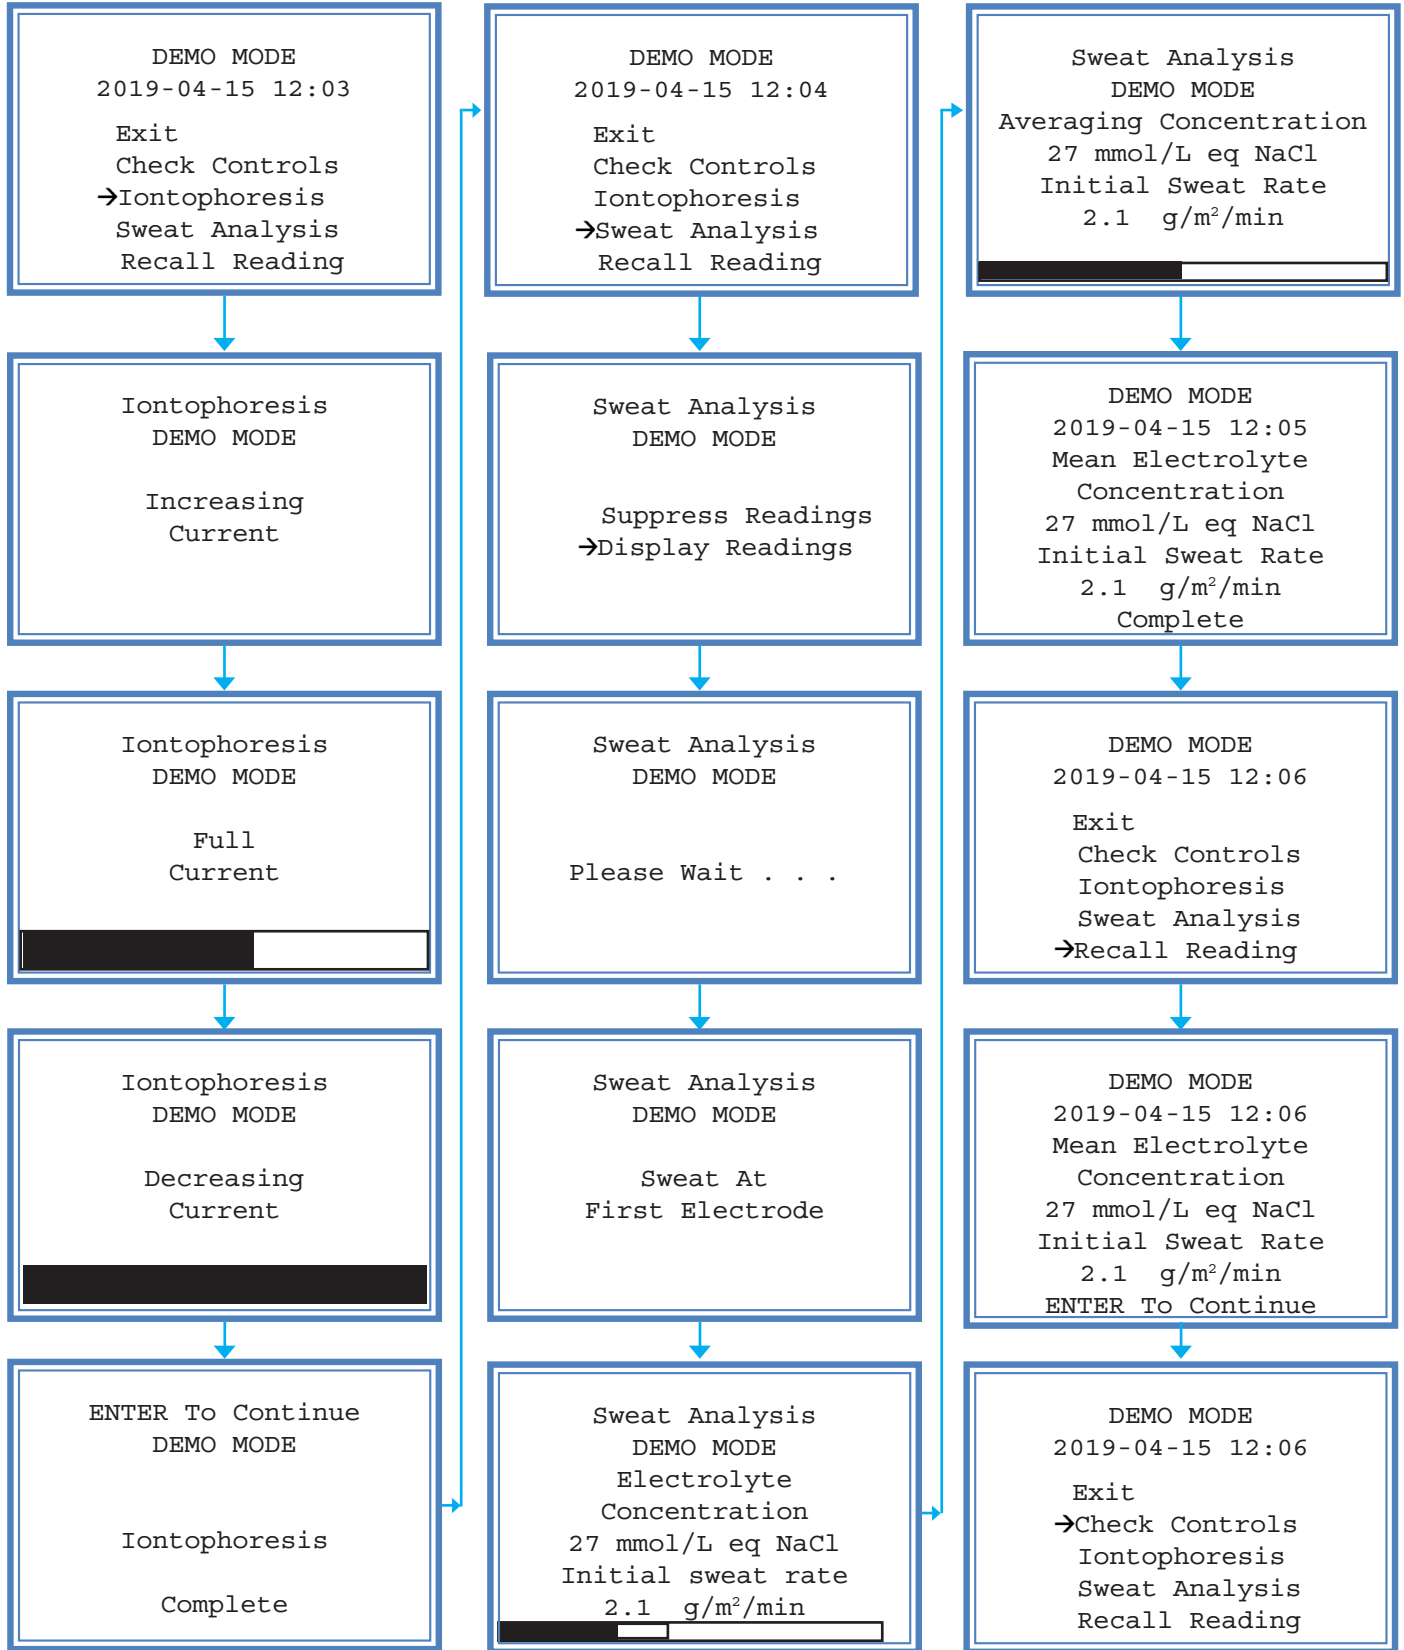 DEMO MODE
2019-04-15 12:03
Exit
Check Controls
→Iontophoresis
Sweat Analysis
Recall Reading
Iontophoresis
DEMO MODE
Increasing
Current
Iontophoresis
DEMO MODE
Full
Current
Iontophoresis
DEMO MODE
Decreasing
Current
ENTER To Continue
DEMO MODE
Iontophoresis
Complete
DEMO MODE
2019-04-15 12:04
Exit
Check Controls
Iontophoresis
→Sweat Analysis
Recall Reading
Sweat Analysis
DEMO MODE
Suppress Readings
→Display Readings
Sweat Analysis
DEMO MODE
Please Wait . . .
Sweat Analysis
DEMO MODE
Sweat At
First Electrode
Sweat Analysis
DEMO MODE
Electrolyte
Concentration
27 mmol/L eq NaCl
Initial sweat rate
2.1 g/m²/min
Sweat Analysis
DEMO MODE
Averaging Concentration
27 mmol/L eq NaCl
Initial Sweat Rate
2.1 g/m²/min
DEMO MODE
2019-04-15 12:05
Mean Electrolyte
Concentration
27 mmol/L eq NaCl
Initial Sweat Rate
2.1 g/m²/min
Complete
DEMO MODE
2019-04-15 12:06
Exit
Check Controls
Iontophoresis
Sweat Analysis
→Recall Reading
DEMO MODE
2019-04-15 12:06
Mean Electrolyte
Concentration
27 mmol/L eq NaCl
Initial Sweat Rate
2.1 g/m²/min
ENTER To Continue
DEMO MODE
2019-04-15 12:06
Exit
→Check Controls
Iontophoresis
Sweat Analysis
Recall Reading